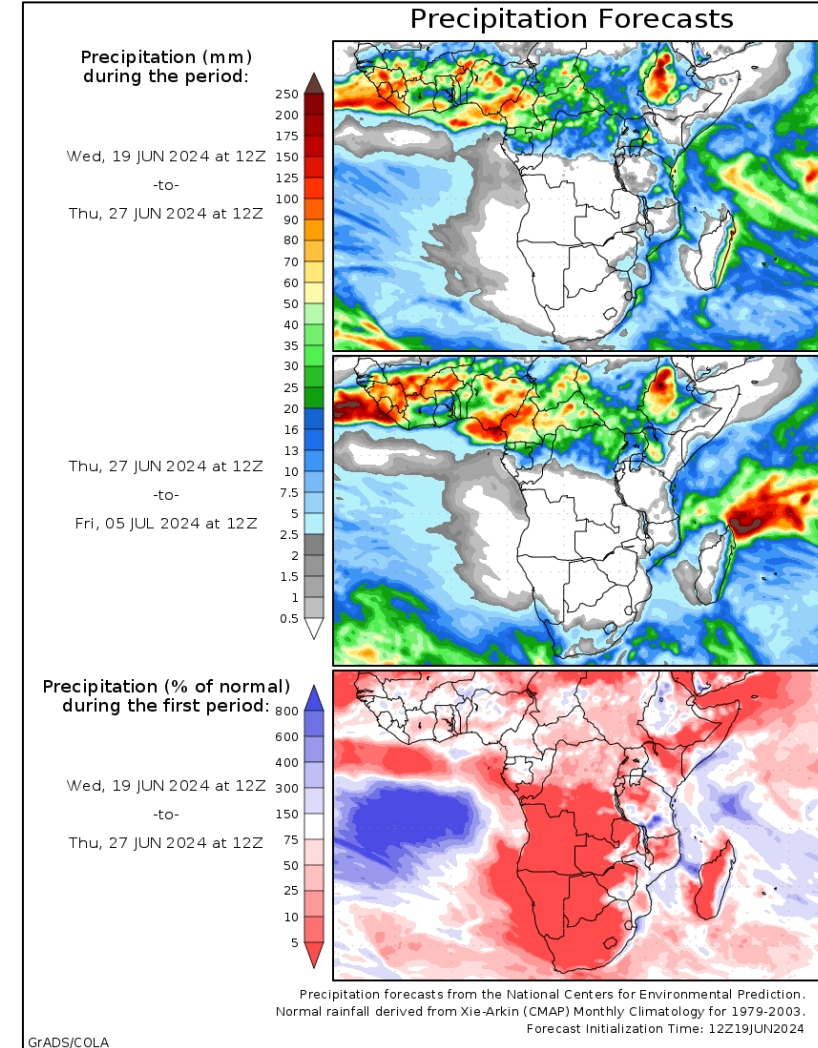 Precipitation Forecasts
Precipitation (mm)
during the period:
Wed, 19 JUN 2024 at 12Z
-to-
Thu, 27 JUN 2024 at 12Z
250
200
175
150
125
100
90
80
70
60
50
40
35
30
25
20
16
13
10
7.5
5
2.5
2
1.5
1
0.5
Thu, 27 JUN 2024 at 12Z
-to-
Fri, 05 JUL 2024 at 12Z
Precipitation (% of normal)
during the first period:
Wed, 19 JUN 2024 at 12Z
-to-
Thu, 27 JUN 2024 at 12Z
800
600
400
300
150
75
50
25
10
5
Precipitation forecasts from the National Centers for Environmental Prediction.
Normal rainfall derived from Xie-Arkin (CMAP) Monthly Climatology for 1979-2003.
Forecast Initialization Time: 12Z19JUN2024
GrADS/COLA